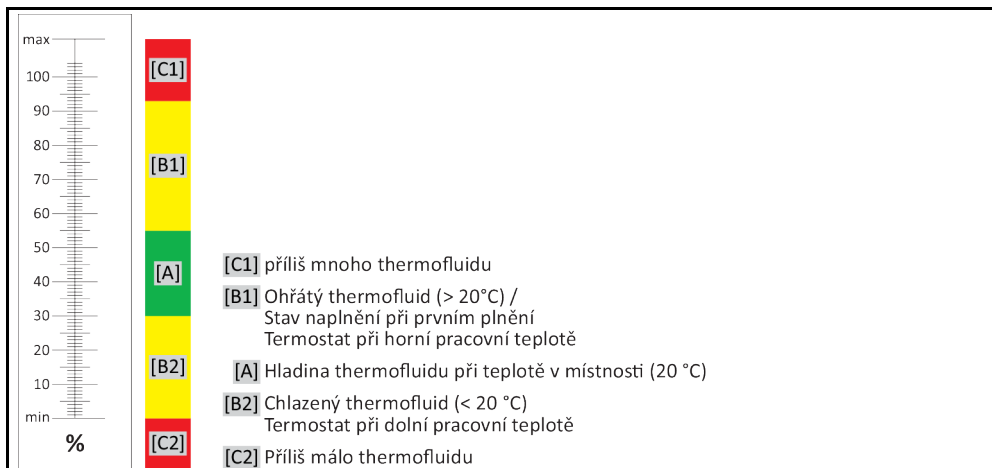 max
100
90
80
70
60
50
40
30
20
10
min
%
[C1]
[B1]
[A]
[B2]
[C2]
[C1] příliš mnoho thermofluidu
[B1] Ohřátý thermofluid (> 20°C) /
Stav naplnění při prvním plnění
Termostat při horní pracovní teplotě
[A] Hladina thermofluidu při teplotě v místnosti (20 °C)
[B2] Chlazený thermofluid (< 20 °C)
Termostat při dolní pracovní teplotě
[C2] Příliš málo thermofluidu